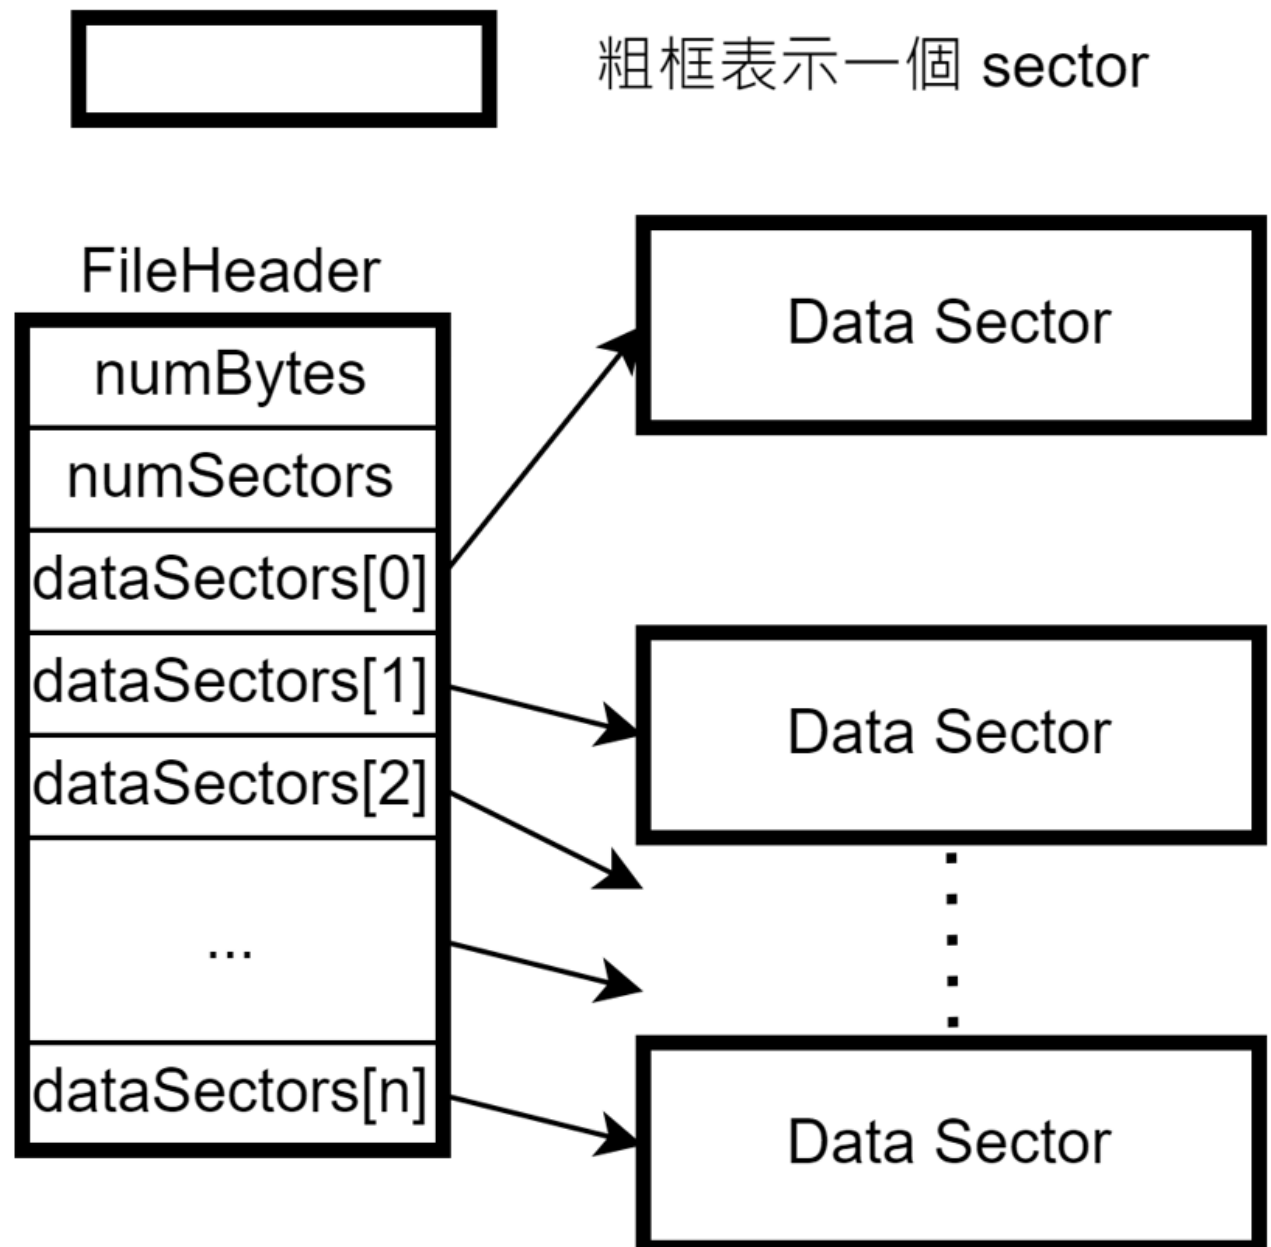 粗框表示一個 sector
FileHeader
numBytes
numSectors
dataSectors[0]
dataSectors[1]
dataSectors[2]
...
dataSectors[n]
Data Sector
Data Sector
Data Sector